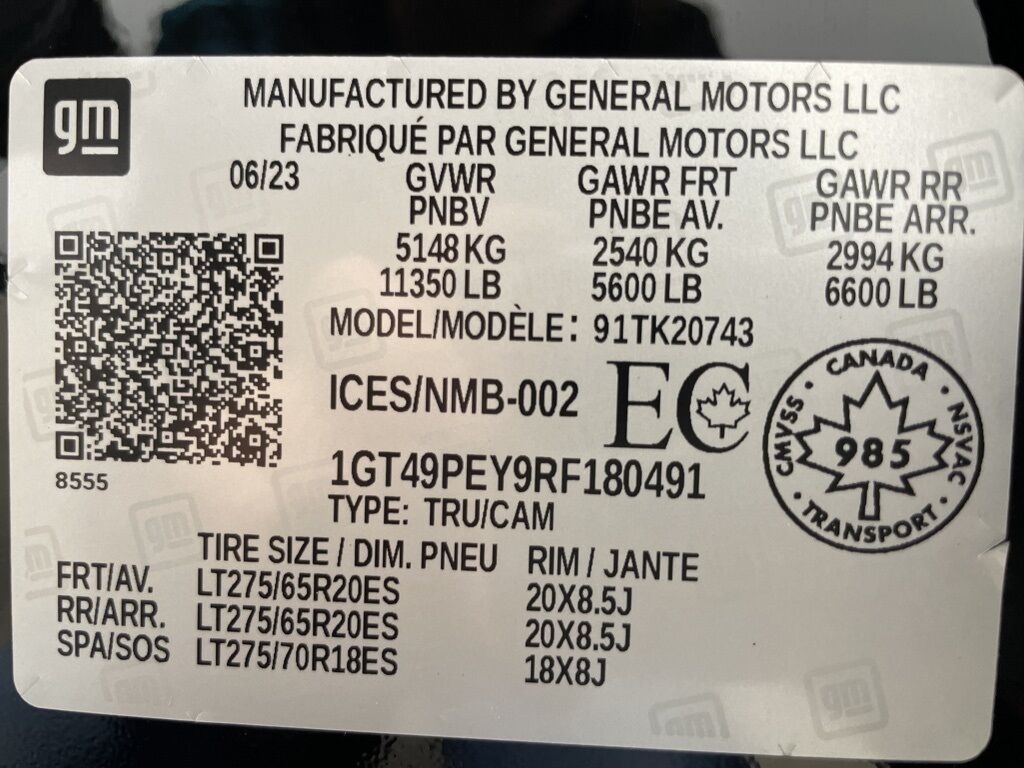 gm
MANUFACTURED BY GENERAL MOTORS LLC
FABRIQUÉ PAR GENERAL MOTORS LLC
06/23 GVWR GAWR FRT GAWR RR
PNBV PNBE AV. PNBE ARR.
5148 KG 2540 KG 2994 KG
11350 LB 5600 LB 6600 LB
MODEL/MODÈLE: 91TK20743
ICES/NMB-002 EC
CANADA
CMVSS 985 NSVAC
TRANSPORT
8555
1GT49PEY9RF180491
TYPE: TRU/CAM
TIRE SIZE / DIM. PNEU RIM / JANTE
FRT/AV. LT275/65R20ES 20X8.5J
RR/ARR. LT275/65R20ES 20X8.5J
SPA/SOS LT275/70R18ES 18X8J